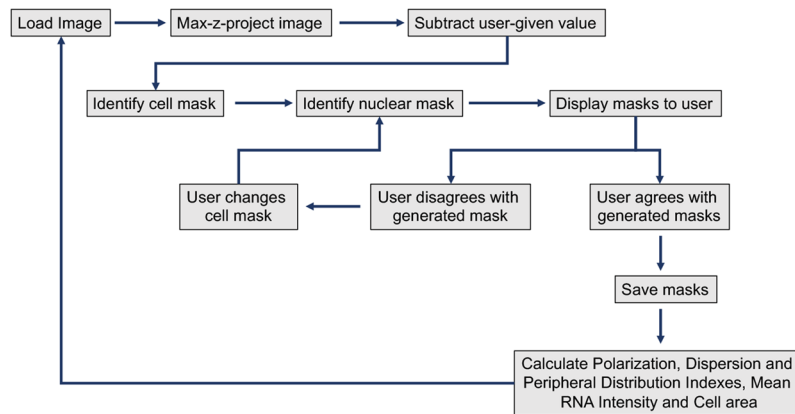 Load Image
Max-z-project image
Subtract user-given value
Identify cell mask
Identify nuclear mask
Display masks to user
User changes
cell mask
User disagrees with
generated mask
User agrees with
generated masks
Save masks
Calculate Polarization, Dispersion and
Peripheral Distribution Indexes, Mean
RNA Intensity and Cell area